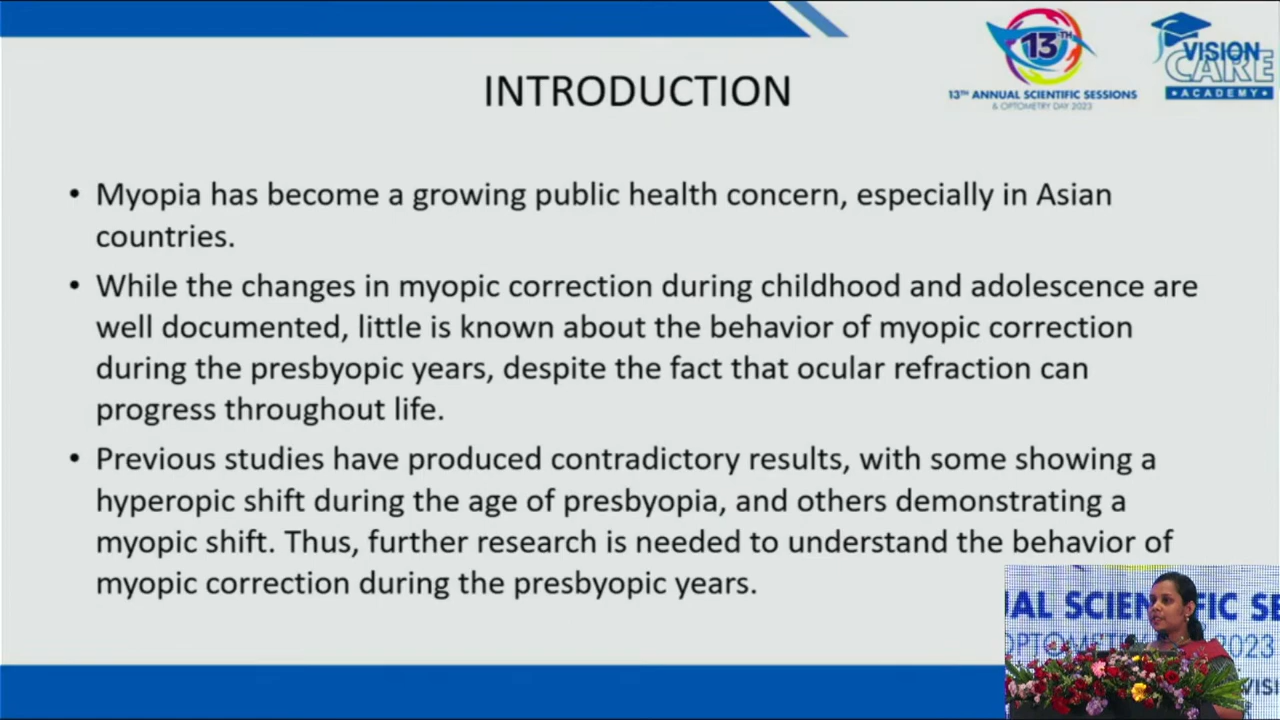 13TH
13TH ANNUAL SCIENTIFIC SESSIONS
& OPTOMETRY DAY 2023
VISION
CARE
•ACADEMY•
INTRODUCTION
• Myopia has become a growing public health concern, especially in Asian
countries.
• While the changes in myopic correction during childhood and adolescence are
well documented, little is known about the behavior of myopic correction
during the presbyopic years, despite the fact that ocular refraction can
progress throughout life.
• Previous studies have produced contradictory results, with some showing a
hyperopic shift during the age of presbyopia, and others demonstrating a
myopic shift. Thus, further research is needed to understand the behavior of
myopic correction during the presbyopic years.
AL SCIEN IFIC SE
OPTOMET 2023
VISI